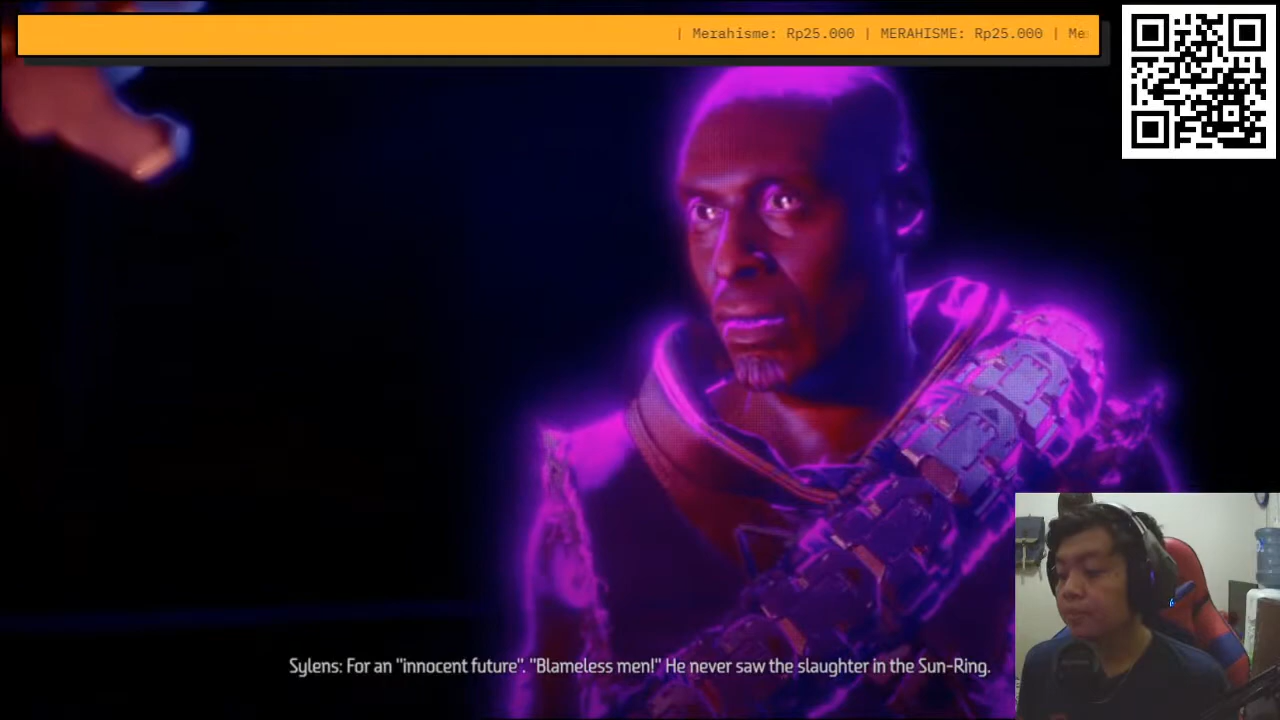 | Merahisme: Rp25.000 | MERAHISME: Rp25.000 | Me
Sylens: For an "innocent future". "Blameless men!" He never saw the slaughter in the Sun-Ring.